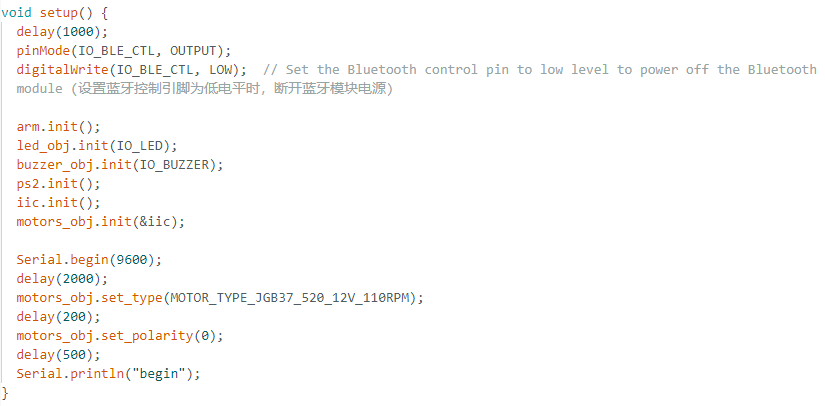 void setup() {
  delay(1000);
  pinMode(IO_BLE_CTL, OUTPUT);
  digitalWrite(IO_BLE_CTL, LOW);  // Set the Bluetooth control pin to low level to power off the Bluetooth
  module (设置蓝牙控制引脚为低电平时，断开蓝牙模块电源)

  arm.init();
  led_obj.init(IO_LED);
  buzzer_obj.init(IO_BUZZER);
  ps2.init();
  iic.init();
  motors_obj.init(&iic);

  Serial.begin(9600);
  delay(2000);
  motors_obj.set_type(MOTOR_TYPE_JGB37_520_12V_110RPM);
  delay(200);
  motors_obj.set_polarity(0);
  delay(500);
  Serial.println("begin");
}